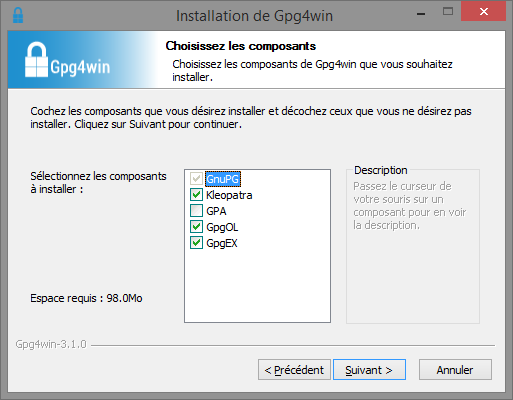 Installation de Gpg4win
Gpg4win
Choisissez les composants
Choisissez les composants de Gpg4win que vous souhaitez
installer.
Cochez les composants que vous désirez installer et décochez ceux que vous ne désirez pas
installer. Cliquez sur Suivant pour continuer.
Sélectionnez les composants
à installer :
GnuPG
Kleopatra
GPA
GpgOL
GpgEX
Description
Passez le curseur de
votre souris sur un
composant pour en voir
la description.
Espace requis : 98.0Mo
Gpg4win-3.1.0
< Précédent
Suivant >
Annuler